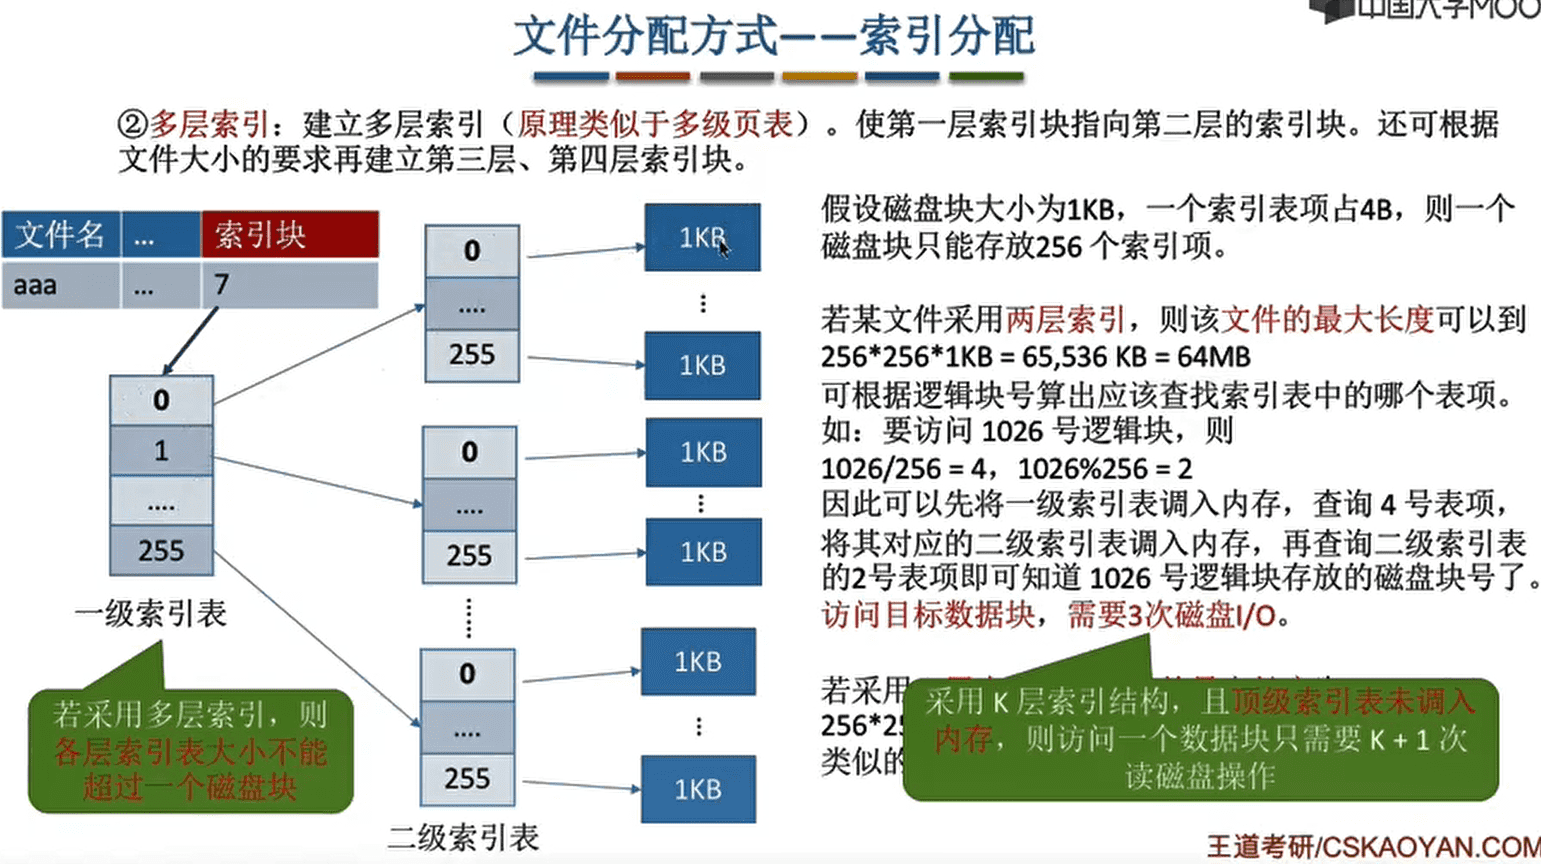 中国大学MOO
文件分配方式——索引分配
②多层索引：建立多层索引（原理类似于多级页表）。使第一层索引块指向第二层的索引块。还可根据
文件大小的要求再建立第三层、第四层索引块。
文件名 ... 索引块
aaa ... 7
0
1
....
255
一级索引表
若采用多层索引，则
各层索引表大小不能
超过一个磁盘块
0
....
255
0
....
255
0
....
255
二级索引表
1KB
1KB
1KB
1KB
1KB
1KB
假设磁盘块大小为1KB，一个索引表项占4B，则一个
磁盘块只能存放256 个索引项。
若某文件采用两层索引，则该文件的最大长度可以到
256*256*1KB = 65,536 KB = 64MB
可根据逻辑块号算出应该查找索引表中的哪个表项。
如：要访问 1026 号逻辑块，则
1026/256 = 4，1026%256 = 2
因此可以先将一级索引表调入内存，查询 4 号表项，
将其对应的二级索引表调入内存，再查询二级索引表
的2号表项即可知道 1026 号逻辑块存放的磁盘块号了。
访问目标数据块，需要3次磁盘I/O。
若采用
256*25
类似的
采用 K 层索引结构，且顶级索引表未调入
内存，则访问一个数据块只需要 K + 1 次
读磁盘操作
王道考研/CSKAOYAN.COM